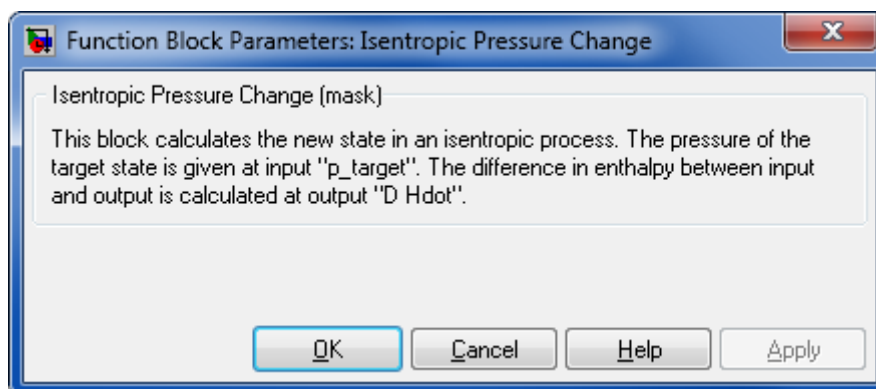 Function Block Parameters: Isentropic Pressure Change
Isentropic Pressure Change (mask)
This block calculates the new state in an isentropic process. The pressure of the
target state is given at input "p_target". The difference in enthalpy between input
and output is calculated at output "D Hdot".
OK Cancel Help Apply